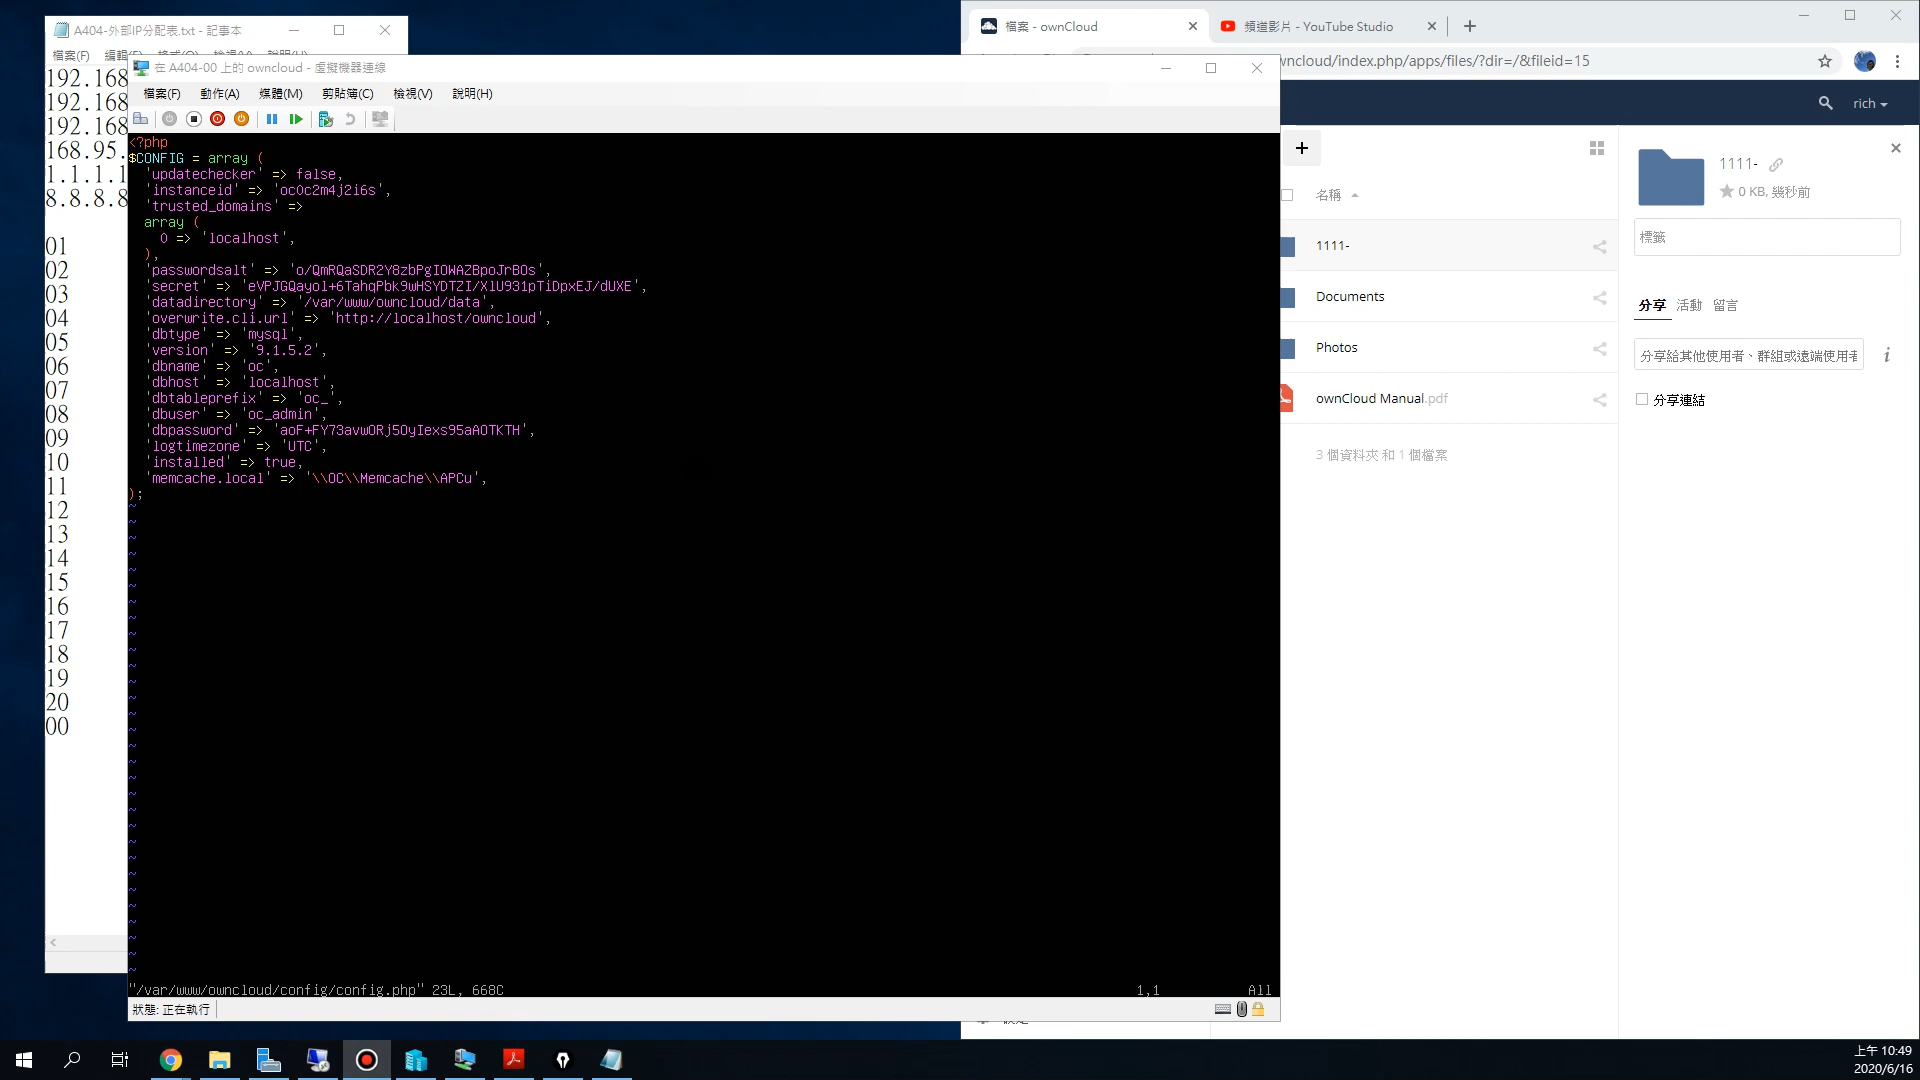 A404-外部IP分配表.txt - 記事本
檔案(F)
192.168
192.168
192.168
168.95.
1.1.1.1
8.8.8.8
01
02
03
04
05
06
07
08
09
10
11
12
13
14
15
16
17
18
19
20
00
在 A404-00 上的 owncloud - 虛擬機器連線
檔案(F) 動作(A) 媒體(M) 剪貼簿(C) 檢視(V) 說明(H)
<?php
$CONFIG = array (
  'updatechecker' => false,
  'instanceid' => 'oc0c2m4j2i6s',
  'trusted_domains' =>
  array (
    0 => 'localhost',
  ),
  'passwordsalt' => 'o/QmRQaSDR2Y8zbPgIOWAZBpoJrBOs',
  'secret' => 'eVPJGQayol+6TahqPbk9wHSYDTZI/XlU931pTiDpxEJ/dUXE',
  'datadirectory' => '/var/www/owncloud/data',
  'overwrite.cli.url' => 'http://localhost/owncloud',
  'dbtype' => 'mysql',
  'version' => '9.1.5.2',
  'dbname' => 'oc',
  'dbhost' => 'localhost',
  'dbtableprefix' => 'oc_',
  'dbuser' => 'oc_admin',
  'dbpassword' => 'aoF+FY73avwORj5OyIexs95aAOTKTH',
  'logtimezone' => 'UTC',
  'installed' => true,
  'memcache.local' => '\\OC\\Memcache\\APCu',
);
"/var/www/owncloud/config/config.php" 23L, 668C 1,1 All
狀態: 正在執行
檔案 - ownCloud
頻道影片 - YouTube Studio
wncloud/index.php/apps/files/?dir=/&fileid=15
rich
名稱
1111-
Documents
Photos
ownCloud Manual.pdf
3 個資料夾 和 1 個檔案
1111-
0 KB, 幾秒前
標籤
分享 活動 留言
分享給其他使用者、群組或遠端使用者
分享連結
上午 10:49
2020/6/16